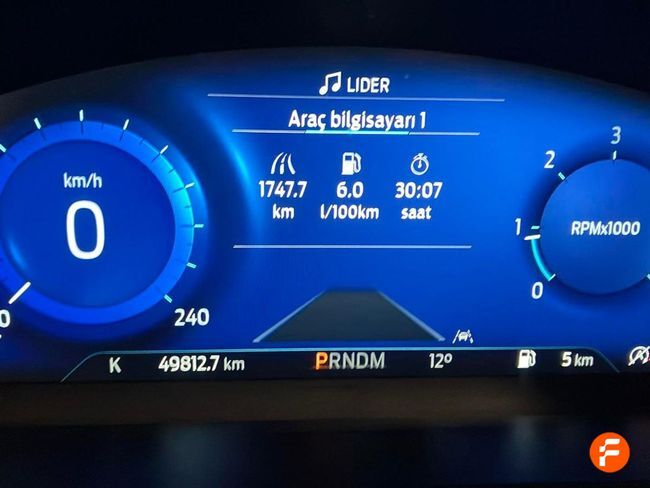 LIDER
Araç bilgisayarı 1
km/h
0
240
1747.7 6.0 30:07
km l/100km saat
0 1 2 3
RPMx1000
K 49812.7 km PRNDM 12° 5 km